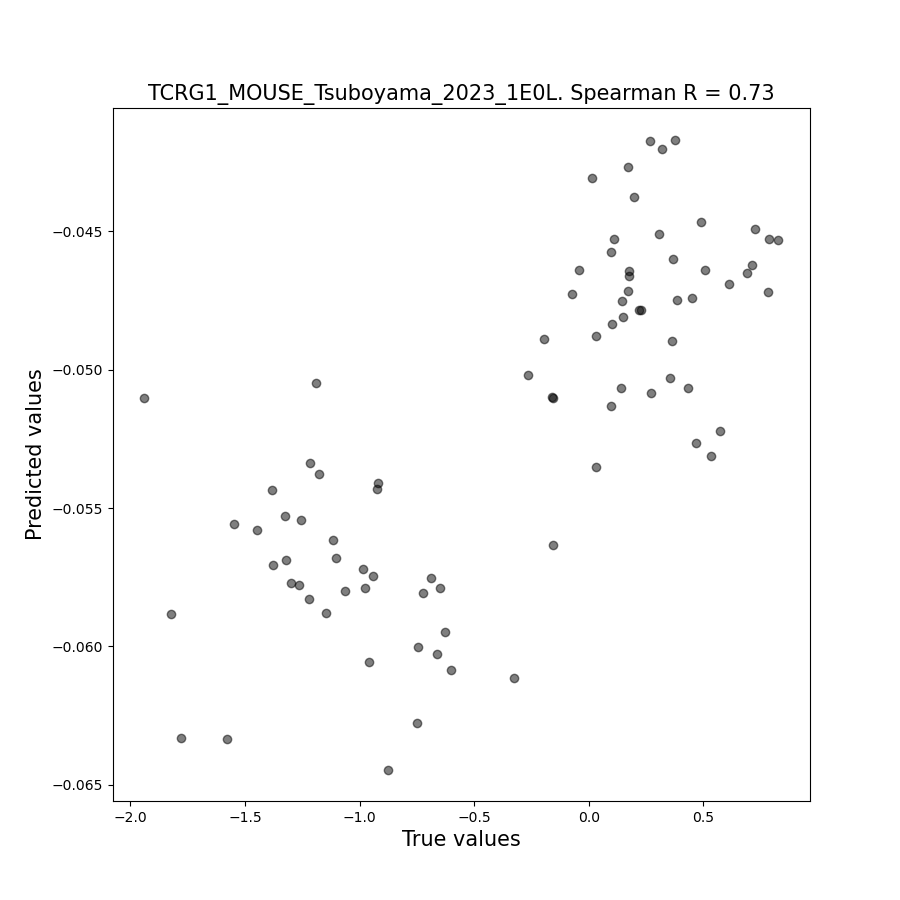 TCRG1_MOUSE_Tsuboyama_2023_1E0L. Spearman R = 0.73
−0.045
−0.050
−0.055
−0.060
−0.065
Predicted values
−2.0 −1.5 −1.0 −0.5 0.0 0.5
True values